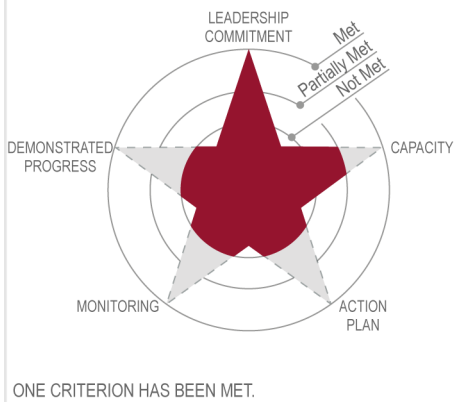 LEADERSHIP
COMMITMENT
Met
Partially Met
Not Met
DEMONSTRATED
PROGRESS
CAPACITY
MONITORING
ACTION
PLAN
ONE CRITERION HAS BEEN MET.